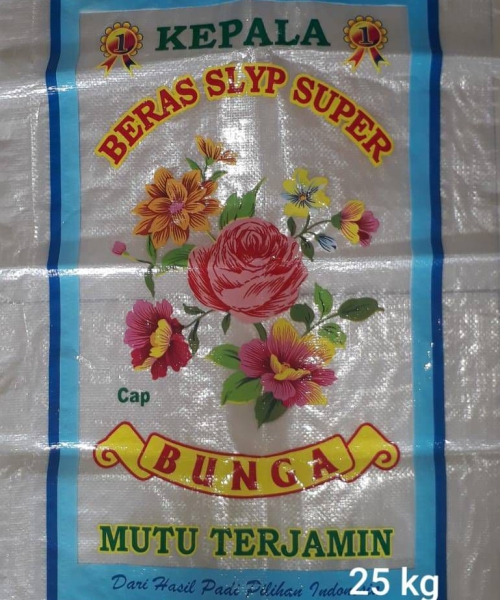 1 KEPALA 1
BERAS SLYP SUPER
Cap
BUNGA
MUTU TERJAMIN
Dari Hasil Padi Pilihan
25 kg